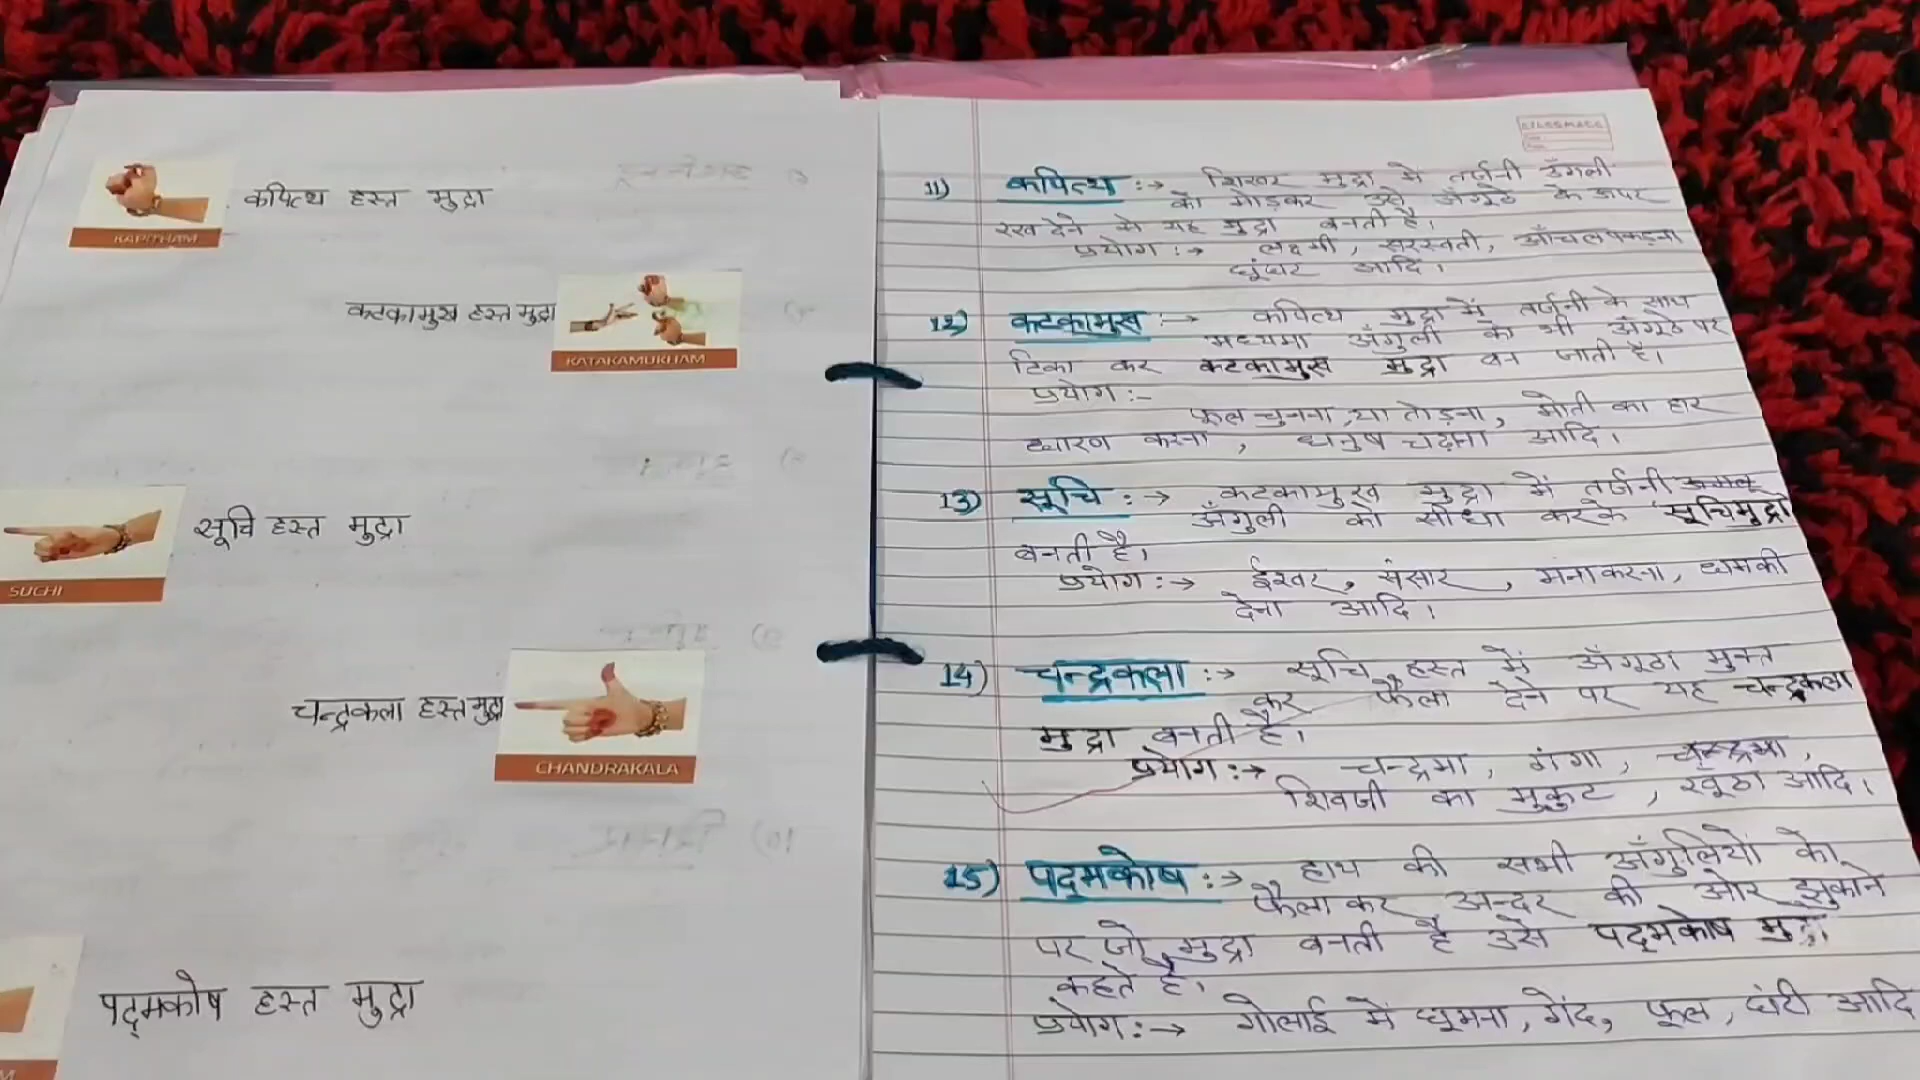 KAPITHAM
कपित्थ हस्त मुद्रा
कटकामुख हस्त मुद्रा
KATAKAMUKHAM
सूचि हस्त मुद्रा
SUCHI
चन्द्रकला हस्त मुद्रा
CHANDRAKALA
पद्मकोष हस्त मुद्रा
M
CLASSMATE
11) कपित्थ :→ शिखर मुद्रा में तर्जनी उँगली
को मोड़कर उसे अँगूठे के ऊपर
रख देने से यह मुद्रा बनती है।
प्रयोग :→ लक्ष्मी, सरस्वती, आँचल पकड़ना
घूंघट आदि।
12) कटकामुख :→ कपित्थ मुद्रा में तर्जनी के साथ
मध्यमा अँगुली को भी अँगूठे पर
टिका कर कटकामुख मुद्रा बन जाती है।
प्रयोग :-
फूल चुनना, या तोड़ना, मोती का हार
धारण करना, धनुष चढ़ाना आदि।
13) सूचि :→ कटकामुख मुद्रा में तर्जनी
अँगुली को सीधा करके सूचिमुद्रा
बनती है।
प्रयोग :→ ईश्वर, संसार, मना करना, धमकी
देना आदि।
14) चन्द्रकला :→ सूचि हस्त में अँगूठा मुक्त
कर फैला देने पर यह चन्द्रकला
मुद्रा बनती है।
प्रयोग :→ चन्द्रमा, गंगा, चन्द्रमा,
शिवजी का मुकुट, खूँटा आदि।
15) पद्मकोष :→ हाथ की सभी अँगुलियों को
फैलाकर अन्दर की ओर झुकाने
पर जो मुद्रा बनती है उसे पद्मकोष मुद्रा
कहते है।
प्रयोग :→ गोलाई में घूमना, गेंद, फूल, घंटी आदि